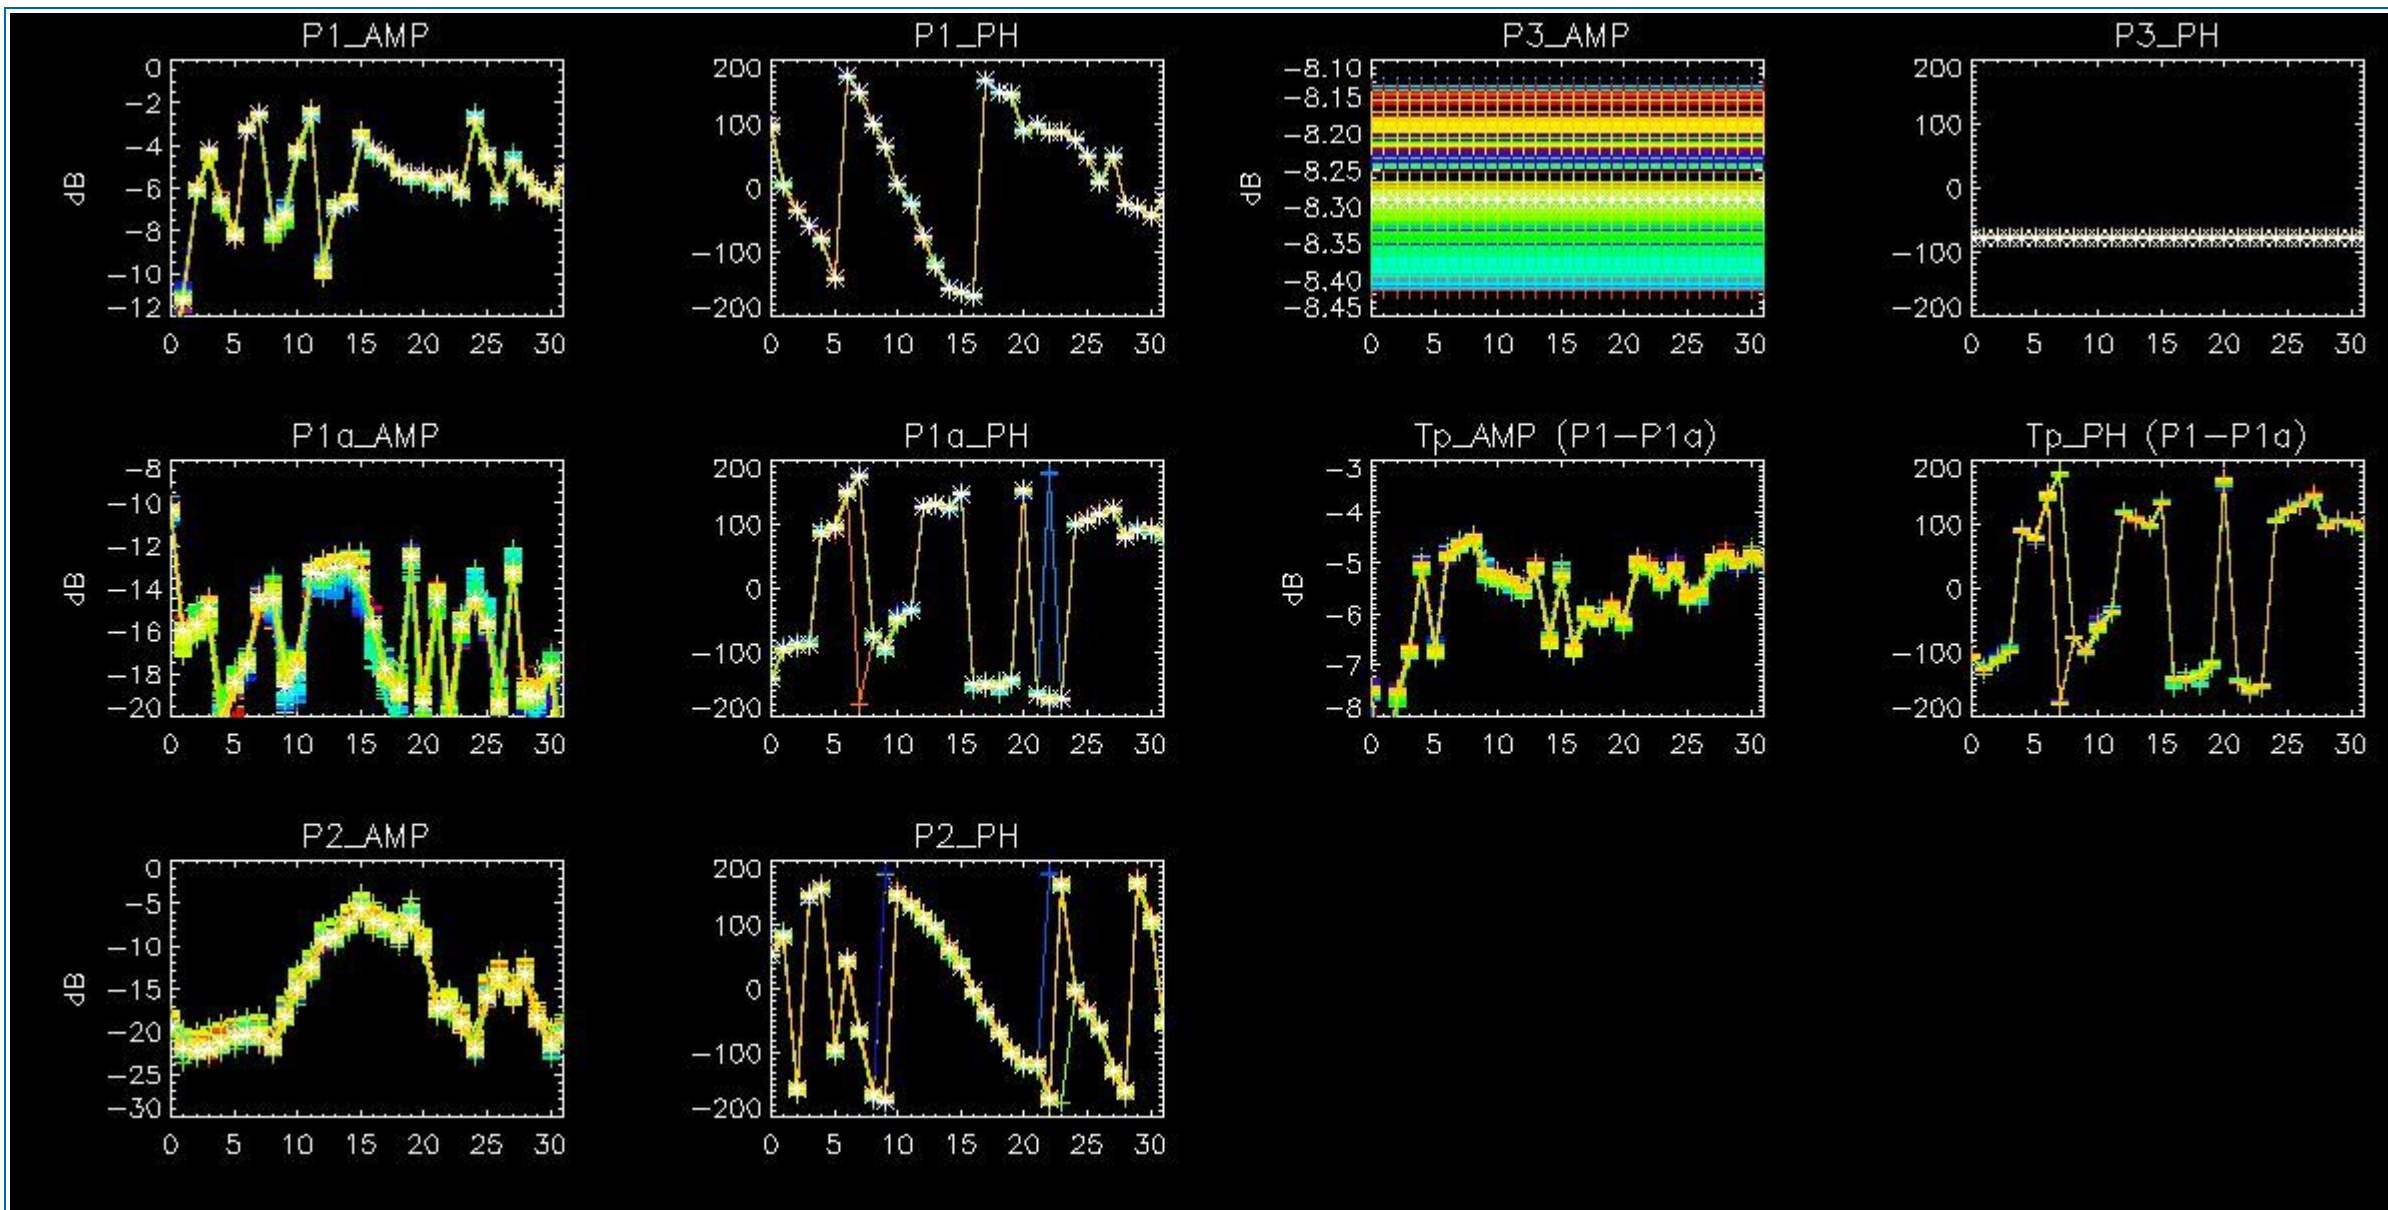 P1_AMP
P1_PH
P3_AMP
P3_PH
0
−2
−4
−6
−8
−10
−12
dB
0 5 10 15 20 25 30
200
100
0
−100
−200
0 5 10 15 20 25 30
−8.10
−8.15
−8.20
−8.25
−8.30
−8.35
−8.40
−8.45
dB
0 5 10 15 20 25 30
200
100
0
−100
−200
0 5 10 15 20 25 30
P1a_AMP
P1a_PH
Tp_AMP (P1−P1a)
Tp_PH (P1−P1a)
−8
−10
−12
−14
−16
−18
−20
dB
0 5 10 15 20 25 30
200
100
0
−100
−200
0 5 10 15 20 25 30
−3
−4
−5
−6
−7
−8
dB
0 5 10 15 20 25 30
200
100
0
−100
−200
0 5 10 15 20 25 30
P2_AMP
P2_PH
0
−5
−10
−15
−20
−25
−30
dB
0 5 10 15 20 25 30
200
100
0
−100
−200
0 5 10 15 20 25 30